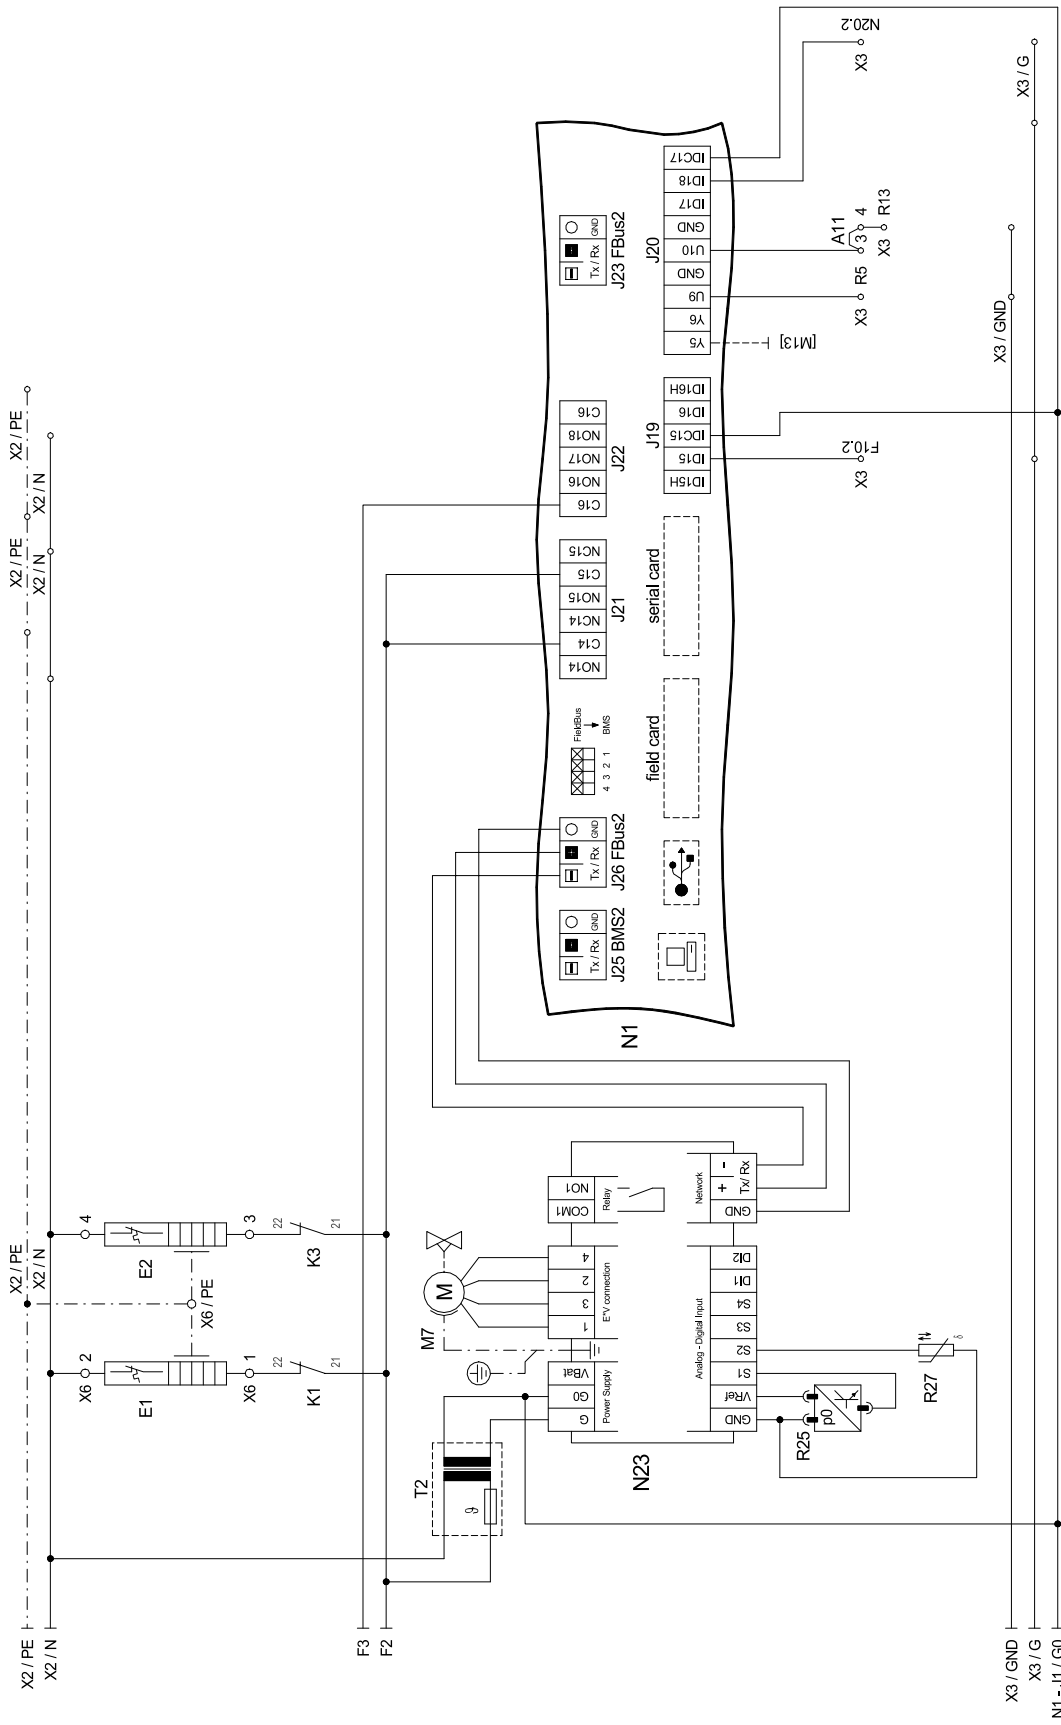 X2 / PE
X2 / PE
X2 / PE
X2 / PE
X2 / N
X2 / N
X2 / N
X2 / N
X6
2
4
E1
E2
X6 / PE
X6
1
3
22
22
K1
K3
21
21
F3
F2
T2
ϑ
M7
M
N23
G
G0
VBat
1
3
2
4
COM1
NO1
Power Supply
E*V connection
Relay
Analog - Digital Input
Network
GND
VRef
S1
S2
S3
S4
DI1
DI2
GND
+
-
Tx/ Rx
R25
p0
R27
δ
N1
Tx / Rx
GND
J25 BMS2
Tx / Rx
GND
J26 FBus2
FieldBus
BMS
4 3 2 1
NO14
C14
NC14
NO15
C15
NC15
J21
C16
NO16
NO17
NO18
C16
J22
Tx / Rx
GND
J23 FBus2
field card
serial card
J19
ID15H
ID15
IDC15
ID16
ID16H
J20
Y5
Y6
U9
GND
U10
GND
ID17
ID18
IDC17
[M13]
X3
F10.2
X3
R5
A11
3
4
X3
R13
X3
N20.2
X3 / GND
X3 / GND
X3 / G
X3 / G
N1 - J1 / G0